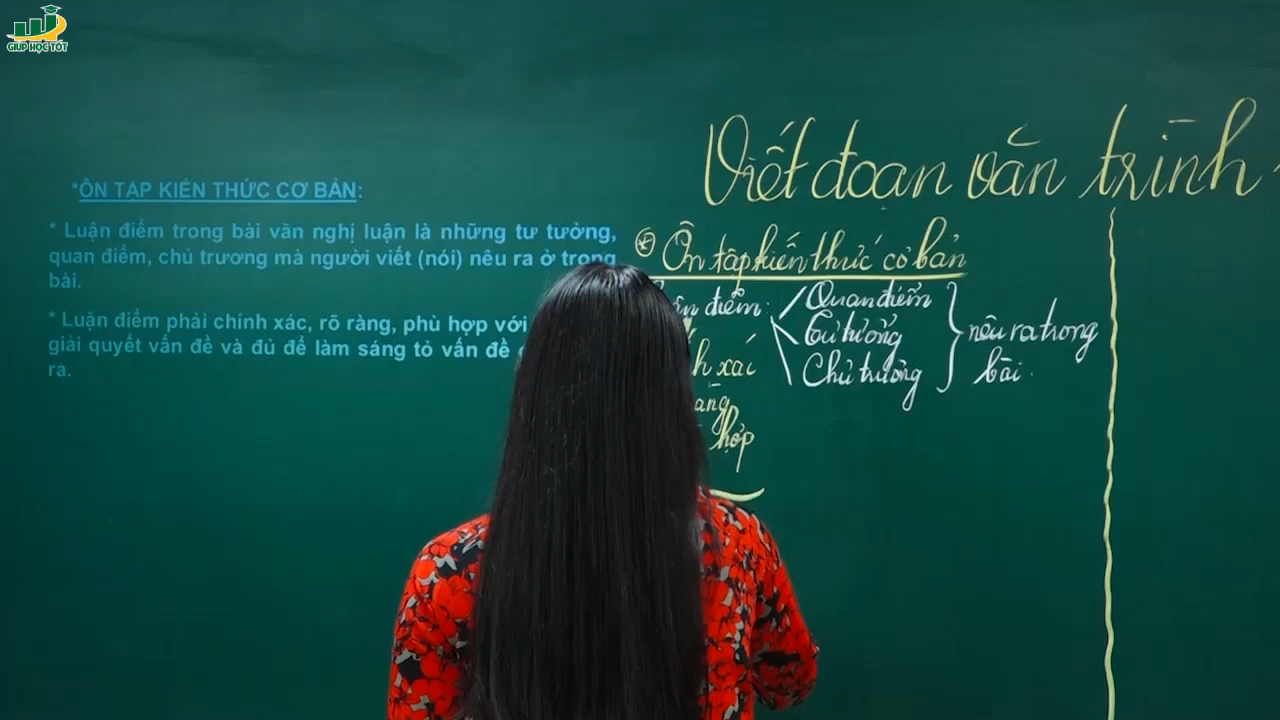 GIÚP HỌC TỐT
Viết đoạn văn trình
*ÔN TẬP KIẾN THỨC CƠ BẢN:
* Luận điểm trong bài văn nghị luận là những tư tưởng,
quan điểm, chủ trương mà người viết (nói) nêu ra ở trong
bài.
* Luận điểm phải chính xác, rõ ràng, phù hợp với
giải quyết vấn đề và đủ để làm sáng tỏ vấn đề
ra.
* Ôn tập kiến thức cơ bản
điểm: Quan điểm
Tư tưởng
Chủ trương
nêu ra trong
bài.
xác
hợp